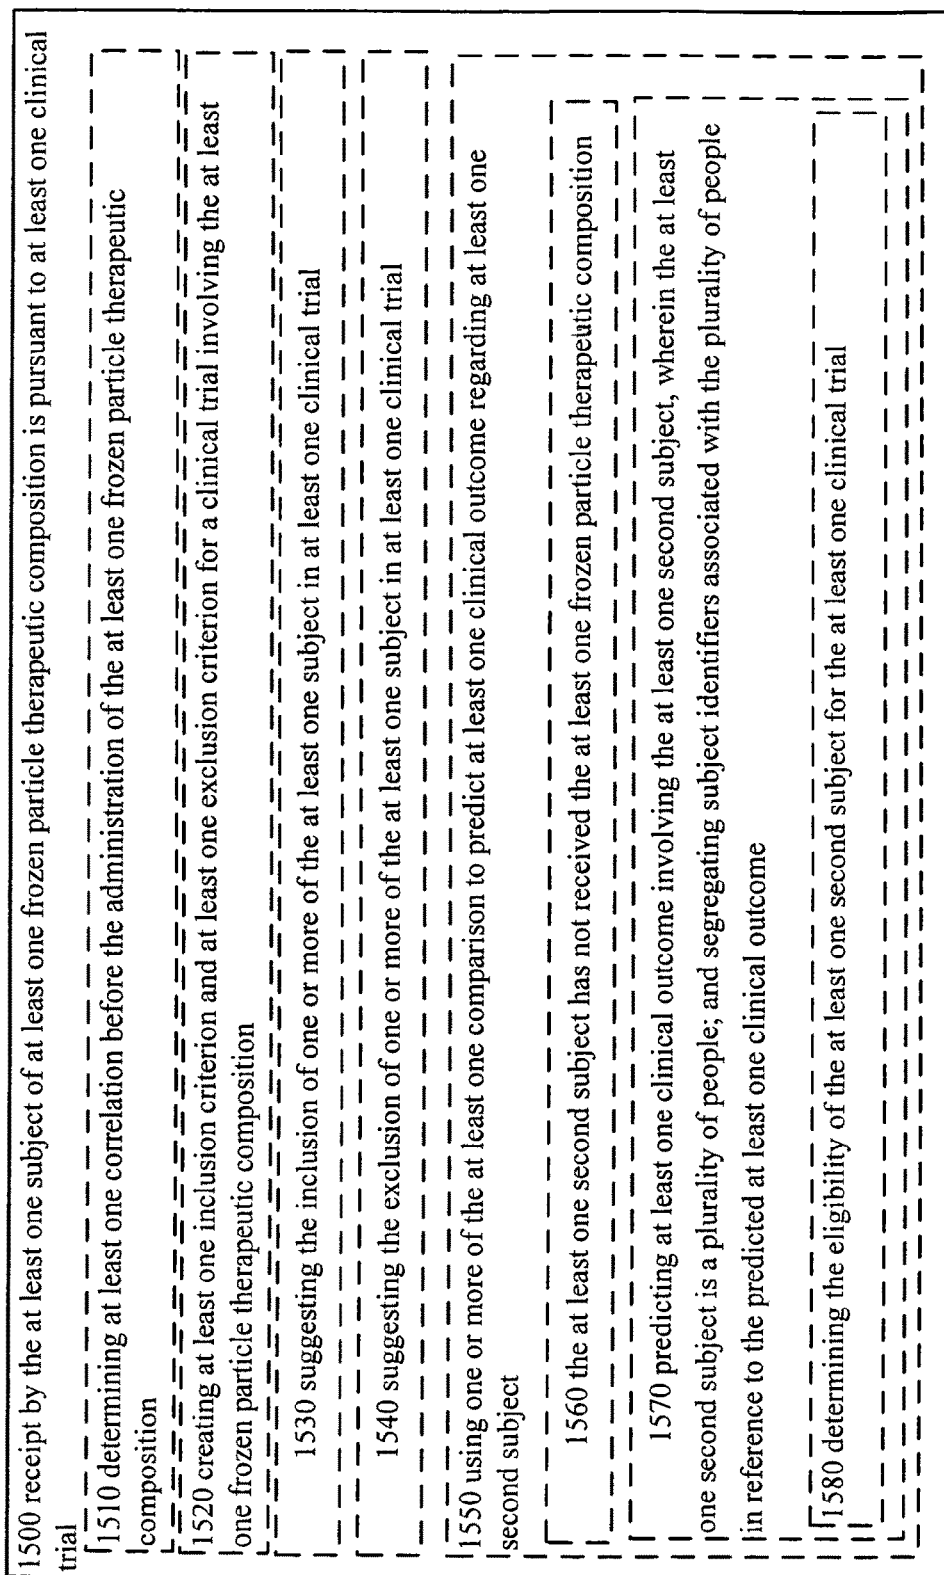 1500 receipt by the at least one subject of at least one frozen particle therapeutic composition is pursuant to at least one clinical
trial
1510 determining at least one correlation before the administration of the at least one frozen particle therapeutic
composition
1520 creating at least one inclusion criterion and at least one exclusion criterion for a clinical trial involving the at least
one frozen particle therapeutic composition
1530 suggesting the inclusion of one or more of the at least one subject in at least one clinical trial
1540 suggesting the exclusion of one or more of the at least one subject in at least one clinical trial
1550 using one or more of the at least one comparison to predict at least one clinical outcome regarding at least one
second subject
1560 the at least one second subject has not received the at least one frozen particle therapeutic composition
1570 predicting at least one clinical outcome involving the at least one second subject, wherein the at least
one second subject is a plurality of people; and segregating subject identifiers associated with the plurality of people
in reference to the predicted at least one clinical outcome
1580 determining the eligibility of the at least one second subject for the at least one clinical trial